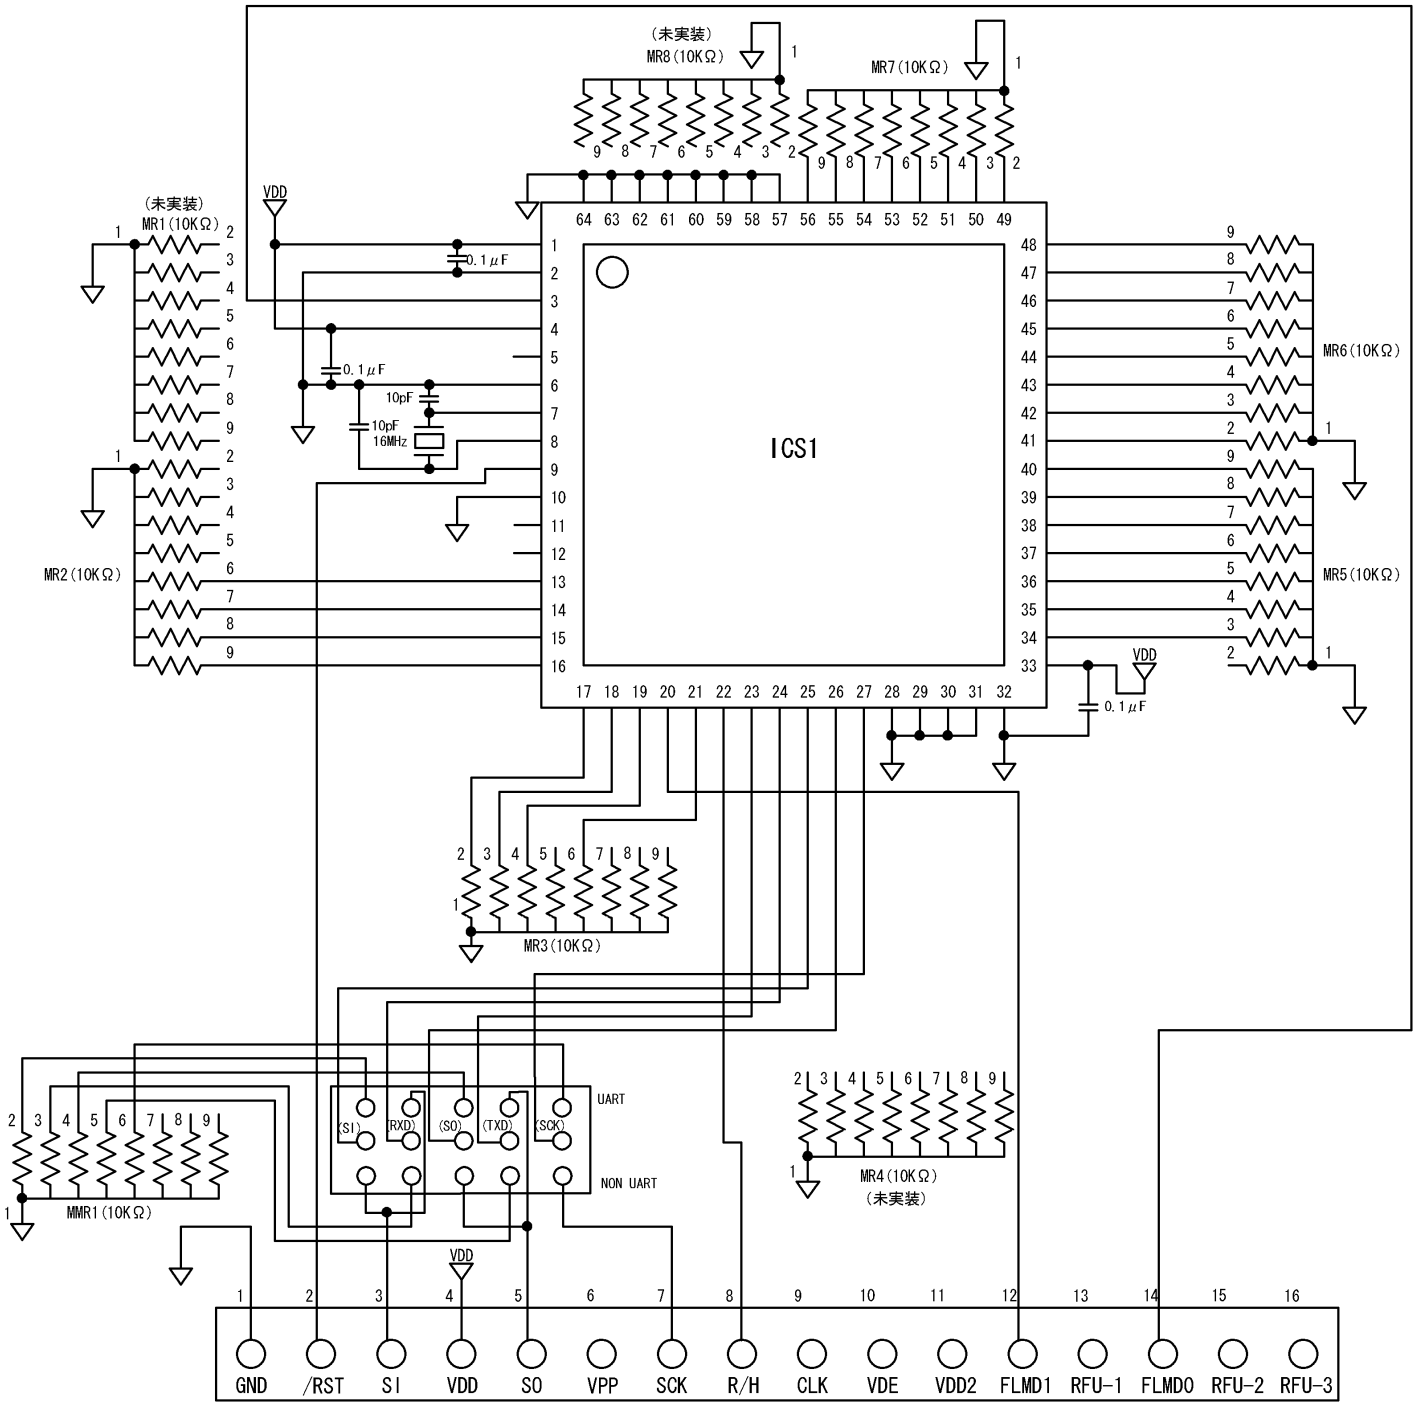 (未実装)
MR8(10KΩ)
1
MR7(10KΩ)
1
9 8 7 6 5 4 3 2
9 8 7 6 5 4 3 2
(未実装)
MR1(10KΩ)
VDD
1
2
3
4
5
6
7
8
9
64 63 62 61 60 59 58 57 56 55 54 53 52 51 50 49
1
2
3
4
5
6
7
8
9
10
11
12
13
14
15
16
0.1μF
0.1μF
10pF
10pF
16MHz
ICS1
48
47
46
45
44
43
42
41
40
39
38
37
36
35
34
33
9
8
7
6
5
4
3
2
MR6(10KΩ)
1
9
8
7
6
5
4
3
2
MR5(10KΩ)
1
1
2
3
4
5
MR2(10KΩ)
6
7
8
9
VDD
0.1μF
17 18 19 20 21 22 23 24 25 26 27 28 29 30 31 32
2 3 4 5 6 7 8 9
1
MR3(10KΩ)
2 3 4 5 6 7 8 9
1
MR4(10KΩ)
(未実装)
2 3 4 5 6 7 8 9
1
MMR1(10KΩ)
UART
(SI) (RXD) (SO) (TXD) (SCK)
NON UART
VDD
1 2 3 4 5 6 7 8 9 10 11 12 13 14 15 16
GND /RST SI VDD SO VPP SCK R/H CLK VDE VDD2 FLMD1 RFU-1 FLMD0 RFU-2 RFU-3